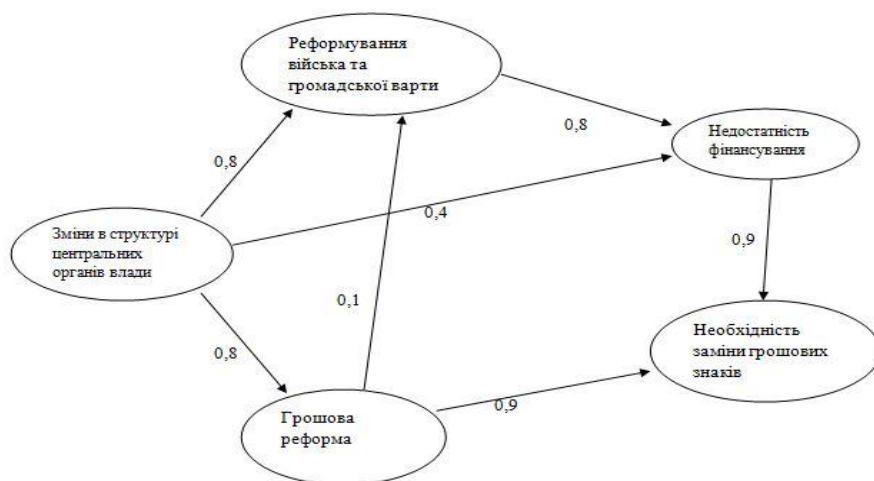 Реформування
війська та
громадської варти
0,8
Недостатність
фінансування
0,8
0,4
Зміни в структурі
центральних
органів влади
0,9
0,1
Необхідність
заміни грошових
знаків
0,8
0,9
Грошова
реформа